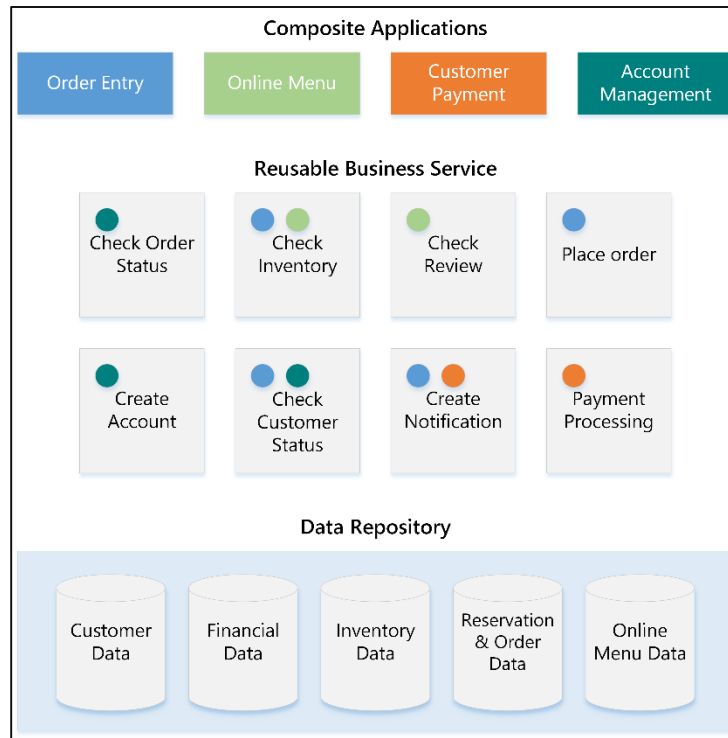 Composite Applications
Order Entry
Online Menu
Customer
Payment
Account
Management
Reusable Business Service
Check Order
Status
Check
Inventory
Check
Review
Place order
Create
Account
Check
Customer
Status
Create
Notification
Payment
Processing
Data Repository
Customer
Data
Financial
Data
Inventory
Data
Reservation
& Order
Data
Online
Menu Data